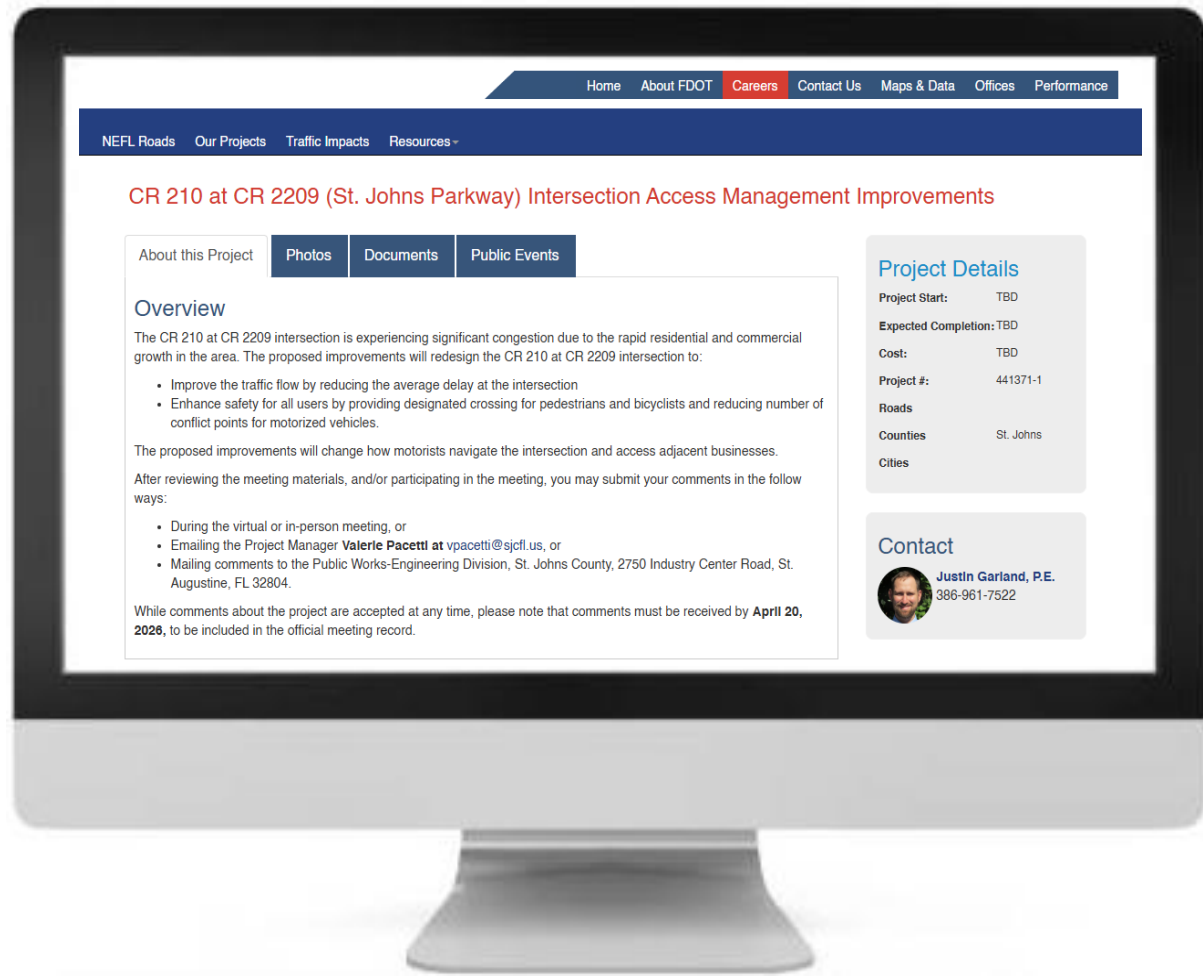 Home About FDOT Careers Contact Us Maps & Data Offices Performance
NEFL Roads Our Projects Traffic Impacts Resources
CR 210 at CR 2209 (St. Johns Parkway) Intersection Access Management Improvements
About this Project Photos Documents Public Events
Overview
The CR 210 at CR 2209 intersection is experiencing significant congestion due to the rapid residential and commercial
growth in the area. The proposed improvements will redesign the CR 210 at CR 2209 intersection to:
• Improve the traffic flow by reducing the average delay at the intersection
• Enhance safety for all users by providing designated crossing for pedestrians and bicyclists and reducing number of
conflict points for motorized vehicles.
The proposed improvements will change how motorists navigate the intersection and access adjacent businesses.
After reviewing the meeting materials, and/or participating in the meeting, you may submit your comments in the follow
ways:
• During the virtual or in-person meeting, or
• Emailing the Project Manager Valerie Pacetti at vpacetti@sjcfl.us, or
• Mailing comments to the Public Works-Engineering Division, St. Johns County, 2750 Industry Center Road, St.
Augustine, FL 32804.
While comments about the project are accepted at any time, please note that comments must be received by April 20,
2026, to be included in the official meeting record.
Project Details
Project Start: TBD
Expected Completion: TBD
Cost: TBD
Project #: 441371-1
Roads
Counties St. Johns
Cities
Contact
Justin Garland, P.E.
386-961-7522